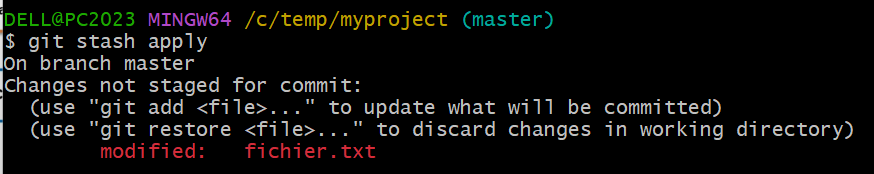 DELL@PC2023 MINGW64 /c/temp/myproject (master)
$ git stash apply
On branch master
Changes not staged for commit:
  (use "git add <file>..." to update what will be committed)
  (use "git restore <file>..." to discard changes in working directory)
        modified:   fichier.txt